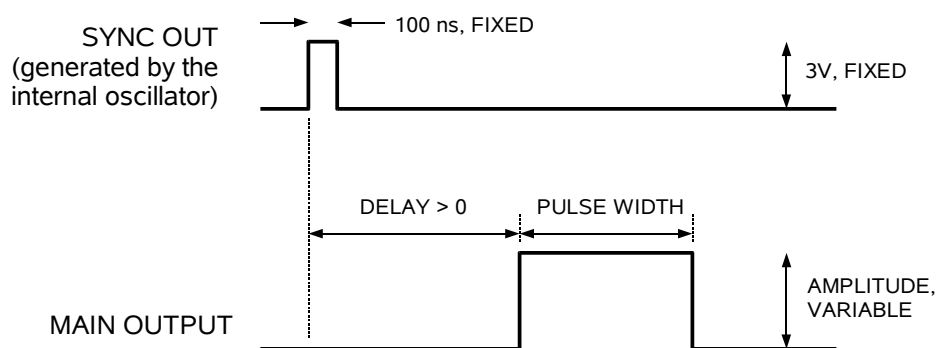 100 ns, FIXED
SYNC OUT
(generated by the
internal oscillator)
3V, FIXED
DELAY > 0
PULSE WIDTH
AMPLITUDE,
VARIABLE
MAIN OUTPUT